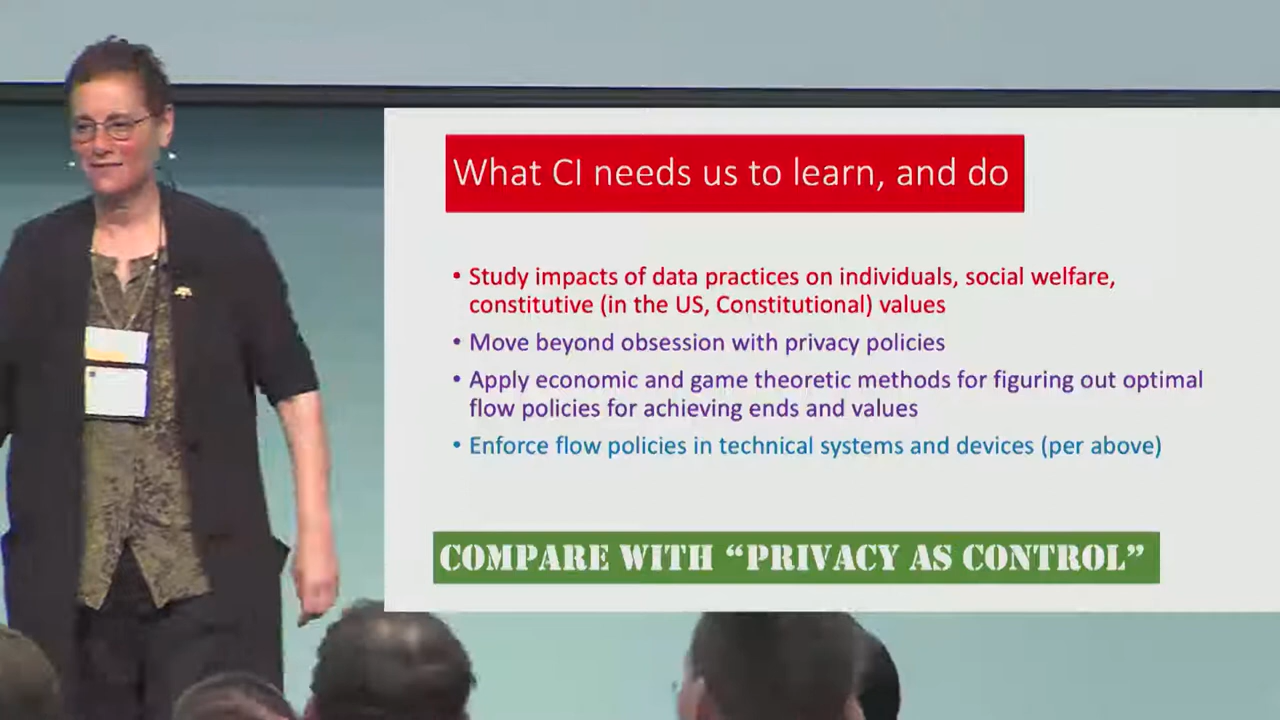 What CI needs us to learn, and do
• Study impacts of data practices on individuals, social welfare,
constitutive (in the US, Constitutional) values
• Move beyond obsession with privacy policies
• Apply economic and game theoretic methods for figuring out optimal
flow policies for achieving ends and values
• Enforce flow policies in technical systems and devices (per above)
COMPARE WITH “PRIVACY AS CONTROL”